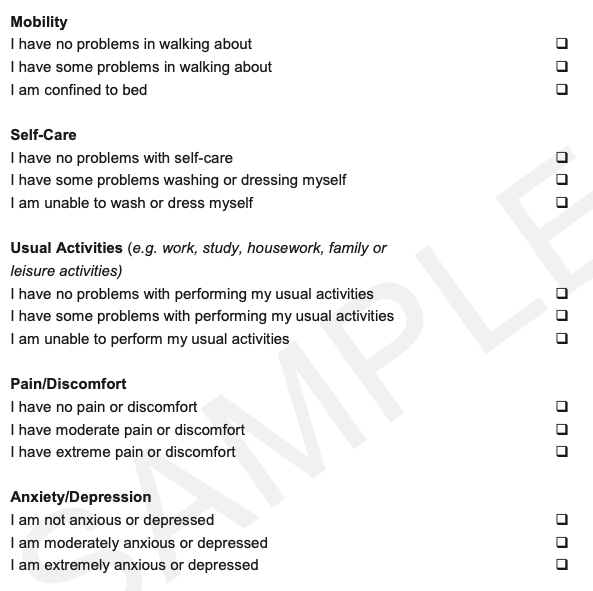 Mobility
I have no problems in walking about
I have some problems in walking about
I am confined to bed
Self-Care
I have no problems with self-care
I have some problems washing or dressing myself
I am unable to wash or dress myself
Usual Activities (e.g. work, study, housework, family or
leisure activities)
I have no problems with performing my usual activities
I have some problems with performing my usual activities
I am unable to perform my usual activities
Pain/Discomfort
I have no pain or discomfort
I have moderate pain or discomfort
I have extreme pain or discomfort
Anxiety/Depression
I am not anxious or depressed
I am moderately anxious or depressed
I am extremely anxious or depressed
SAMPLE